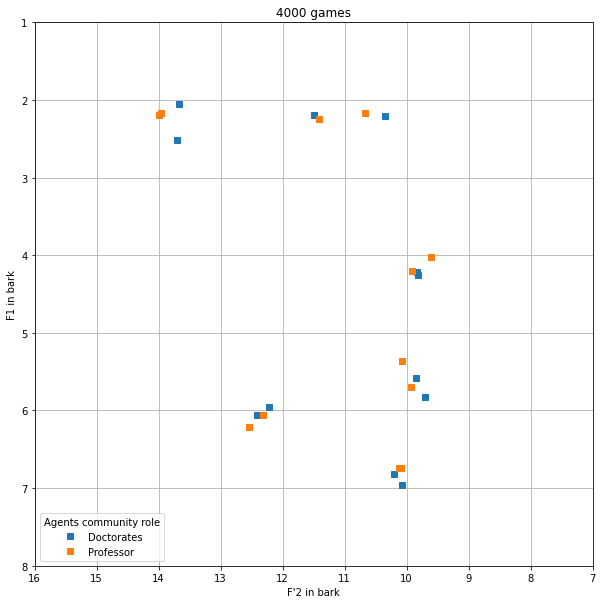 4000 games
1
2
3
4
5
6
7
8
F1 in bark
Agents community role
Doctorates
Professor
16 15 14 13 12 11 10 9 8 7
F'2 in bark